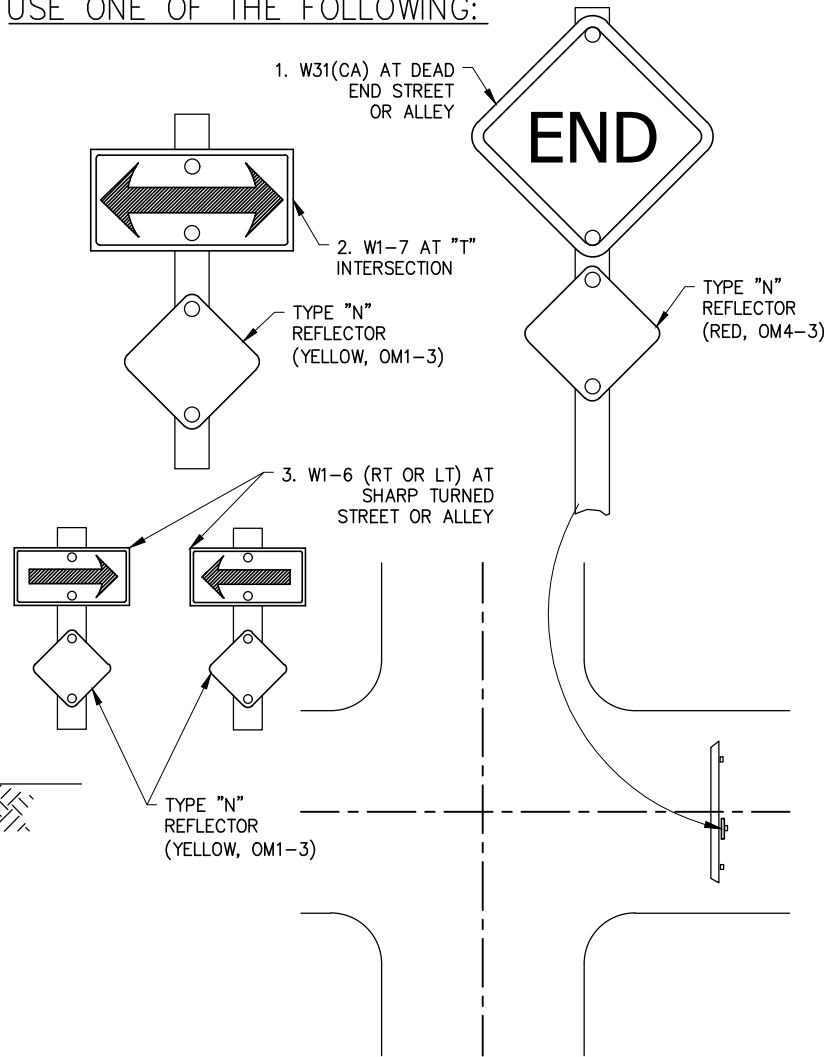 USE ONE OF THE FOLLOWING:
1. W31(CA) AT DEAD
END STREET
OR ALLEY
END
2. W1-7 AT "T"
INTERSECTION
TYPE "N"
REFLECTOR
(YELLOW, OM1-3)
TYPE "N"
REFLECTOR
(RED, OM4-3)
3. W1-6 (RT OR LT) AT
SHARP TURNED
STREET OR ALLEY
TYPE "N"
REFLECTOR
(YELLOW, OM1-3)